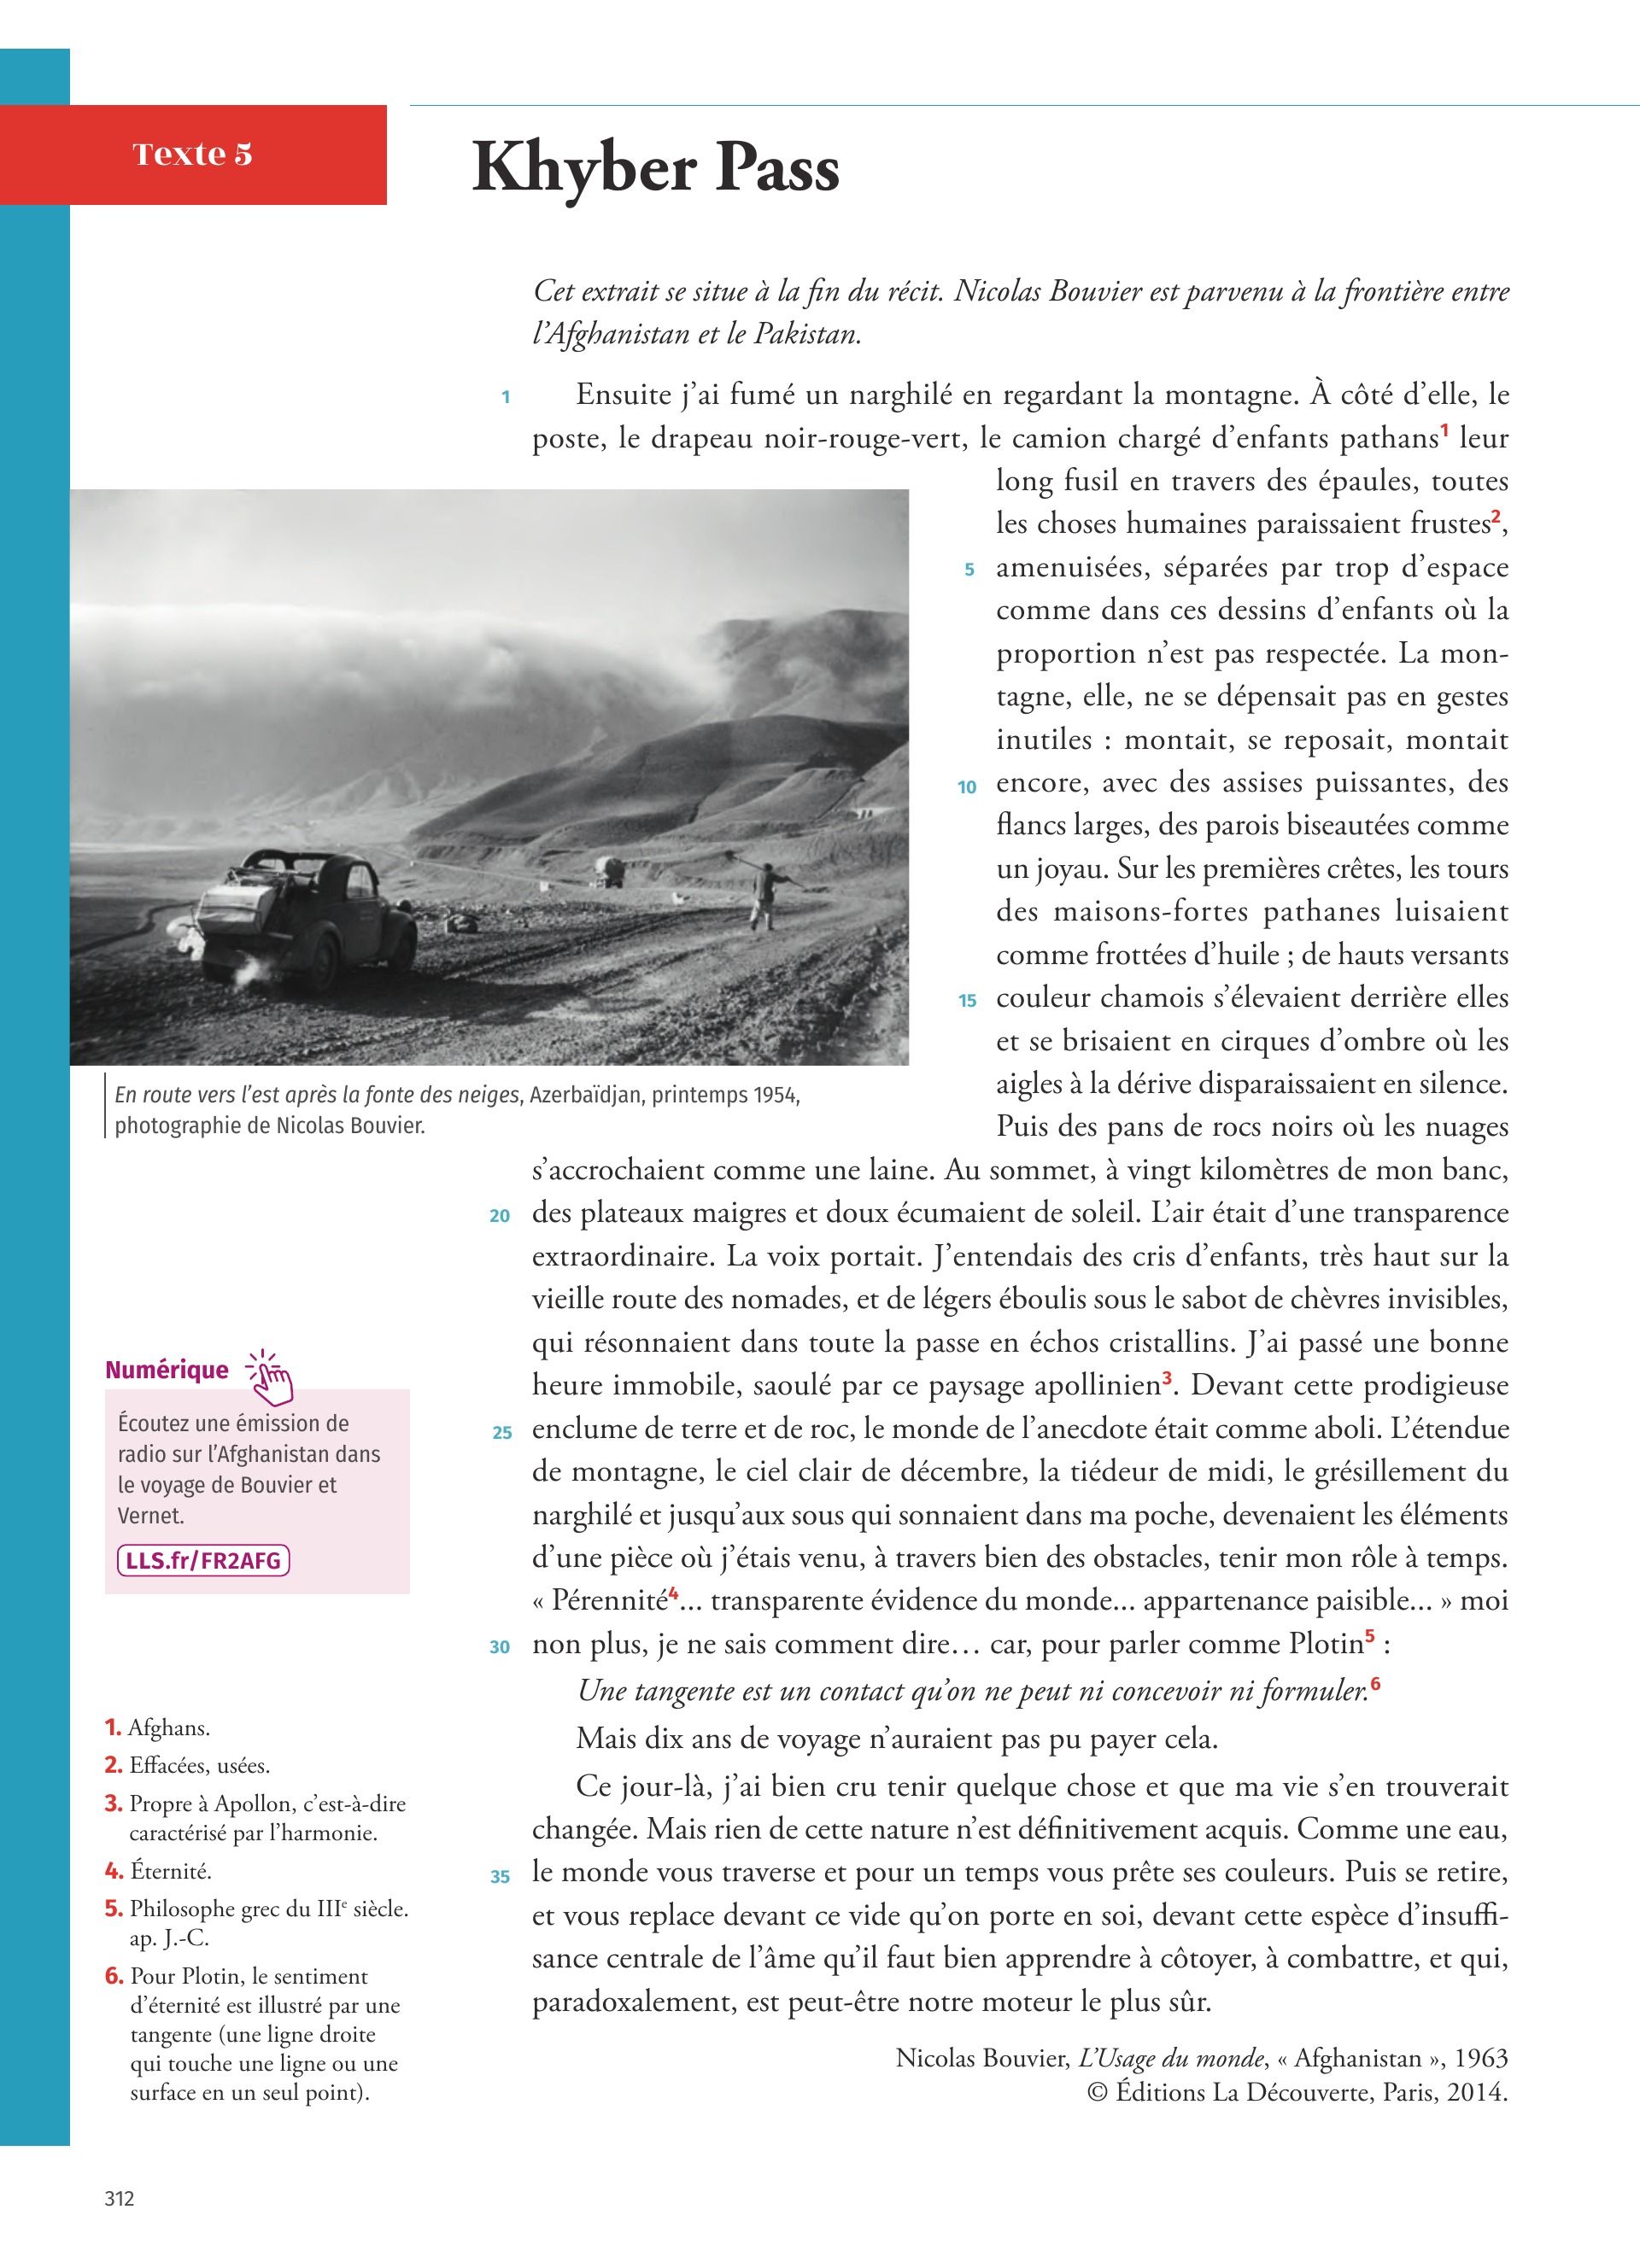 Texte 5
Khyber Pass
Cet extrait se situe à la fin du récit. Nicolas Bouvier est parvenu à la frontière entre
l’Afghanistan et le Pakistan.
1 Ensuite j’ai fumé un narghilé en regardant la montagne. À côté d’elle, le
poste, le drapeau noir-rouge-vert, le camion chargé d’enfants pathans1 leur
long fusil en travers des épaules, toutes
les choses humaines paraissaient frustes2,
5 amenuisées, séparées par trop d’espace
comme dans ces dessins d’enfants où la
proportion n’est pas respectée. La mon-
tagne, elle, ne se dépensait pas en gestes
inutiles : montait, se reposait, montait
10 encore, avec des assises puissantes, des
flancs larges, des parois biseautées comme
un joyau. Sur les premières crêtes, les tours
des maisons-fortes pathanes luisaient
comme frottées d’huile ; de hauts versants
15 couleur chamois s’élevaient derrière elles
et se brisaient en cirques d’ombre où les
aigles à la dérive disparaissaient en silence.
Puis des pans de rocs noirs où les nuages
s’accrochaient comme une laine. Au sommet, à vingt kilomètres de mon banc,
20 des plateaux maigres et doux écumaient de soleil. L’air était d’une transparence
extraordinaire. La voix portait. J’entendais des cris d’enfants, très haut sur la
vieille route des nomades, et de légers éboulis sous le sabot de chèvres invisibles,
qui résonnaient dans toute la passe en échos cristallins. J’ai passé une bonne
heure immobile, saoulé par ce paysage apollinien3. Devant cette prodigieuse
25 enclume de terre et de roc, le monde de l’anecdote était comme aboli. L’étendue
de montagne, le ciel clair de décembre, la tiédeur de midi, le grésillement du
narghilé et jusqu’aux sous qui sonnaient dans ma poche, devenaient les éléments
d’une pièce où j’étais venu, à travers bien des obstacles, tenir mon rôle à temps.
« Pérennité4... transparente évidence du monde... appartenance paisible... » moi
30 non plus, je ne sais comment dire… car, pour parler comme Plotin5 :
Une tangente est un contact qu’on ne peut ni concevoir ni formuler.6
Mais dix ans de voyage n’auraient pas pu payer cela.
Ce jour-là, j’ai bien cru tenir quelque chose et que ma vie s’en trouverait
changée. Mais rien de cette nature n’est définitivement acquis. Comme une eau,
35 le monde vous traverse et pour un temps vous prête ses couleurs. Puis se retire,
et vous replace devant ce vide qu’on porte en soi, devant cette espèce d’insuffi-
sance centrale de l’âme qu’il faut bien apprendre à côtoyer, à combattre, et qui,
paradoxalement, est peut-être notre moteur le plus sûr.
Nicolas Bouvier, L’Usage du monde, « Afghanistan », 1963
© Éditions La Découverte, Paris, 2014.
En route vers l’est après la fonte des neiges, Azerbaïdjan, printemps 1954,
photographie de Nicolas Bouvier.
Numérique
Écoutez une émission de
radio sur l’Afghanistan dans
le voyage de Bouvier et
Vernet.
LLS.fr/FR2AFG
1. Afghans.
2. Effacées, usées.
3. Propre à Apollon, c’est-à-dire
caractérisé par l’harmonie.
4. Éternité.
5. Philosophe grec du IIIe siècle.
ap. J.-C.
6. Pour Plotin, le sentiment
d’éternité est illustré par une
tangente (une ligne droite
qui touche une ligne ou une
surface en un seul point).
312